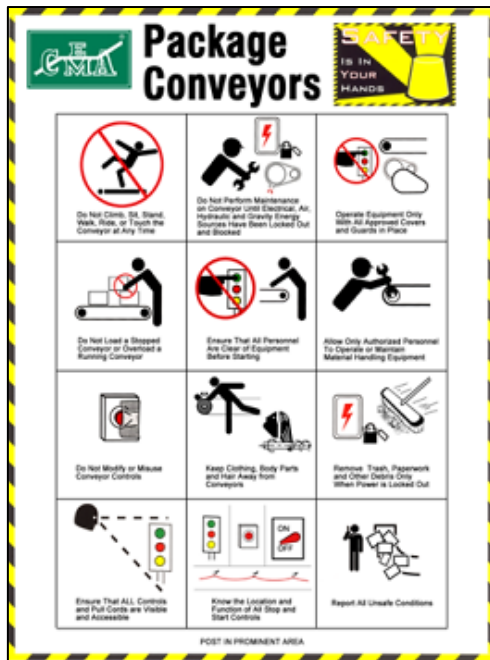 CEMA
Package
Conveyors
SAFETY
IS IN
YOUR
HANDS
Do Not Climb, Sit, Stand,
Walk, Ride, or Touch the
Conveyor at Any Time
Do Not Perform Maintenance
on Conveyor Until Electrical, Air,
Hydraulic and Gravity Energy
Sources Have Been Locked Out
and Blocked
Operate Equipment Only
With All Approved Covers
and Guards in Place
Do Not Load a Stopped
Conveyor or Overload a
Running Conveyor
Ensure That All Personnel
Are Clear of Equipment
Before Starting
Allow Only Authorized Personnel
To Operate or Maintain
Material Handling Equipment
Do Not Modify or Misuse
Conveyor Controls
Keep Clothing, Body Parts
and Hair Away from
Conveyors
Remove Trash, Paperwork
and Other Debris Only
When Power is Locked Out
Ensure That ALL Controls
and Pull Cords are Visible
and Accessible
ON
OFF
Know the Location and
Function of All Stop and
Start Controls
Report All Unsafe Conditions
POST IN PROMINENT AREA